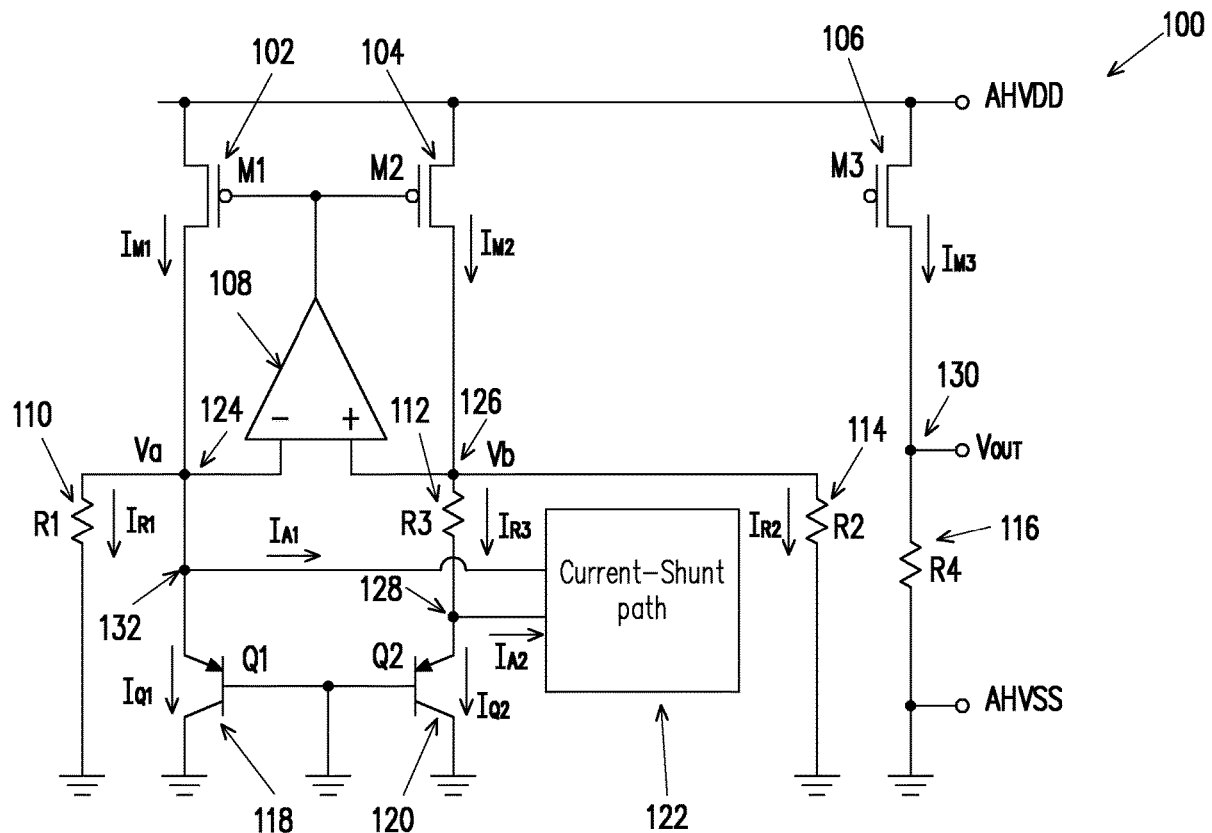 100
102
104
106
AHVDD
M1
M2
M3
IM1
IM2
IM3
108
110
124
- +
112
126
114
130
Va
Vb
VOUT
R1
IR1
R3
IR3
IR2
R2
116
R4
IA1
Current-Shunt
path
132
128
IA2
Q1
Q2
IQ1
IQ2
AHVSS
118
120
122